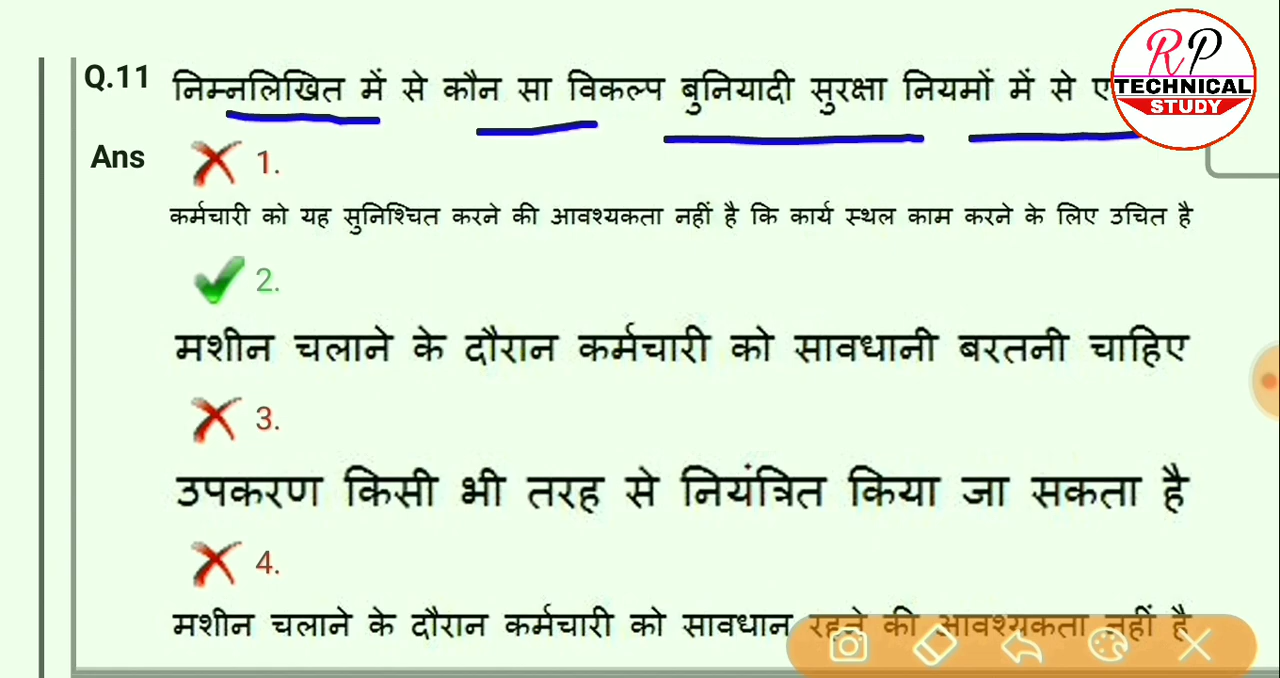 Q.11 निम्नलिखित में से कौन सा विकल्प बुनियादी सुरक्षा नियमों में से
RP
TECHNICAL
STUDY
Ans 1.
कर्मचारी को यह सुनिश्चित करने की आवश्यकता नहीं है कि कार्य स्थल काम करने के लिए उचित है
2.
मशीन चलाने के दौरान कर्मचारी को सावधानी बरतनी चाहिए
3.
उपकरण किसी भी तरह से नियंत्रित किया जा सकता है
4.
मशीन चलाने के दौरान कर्मचारी को सावधान रहने की आवश्यकता नहीं है